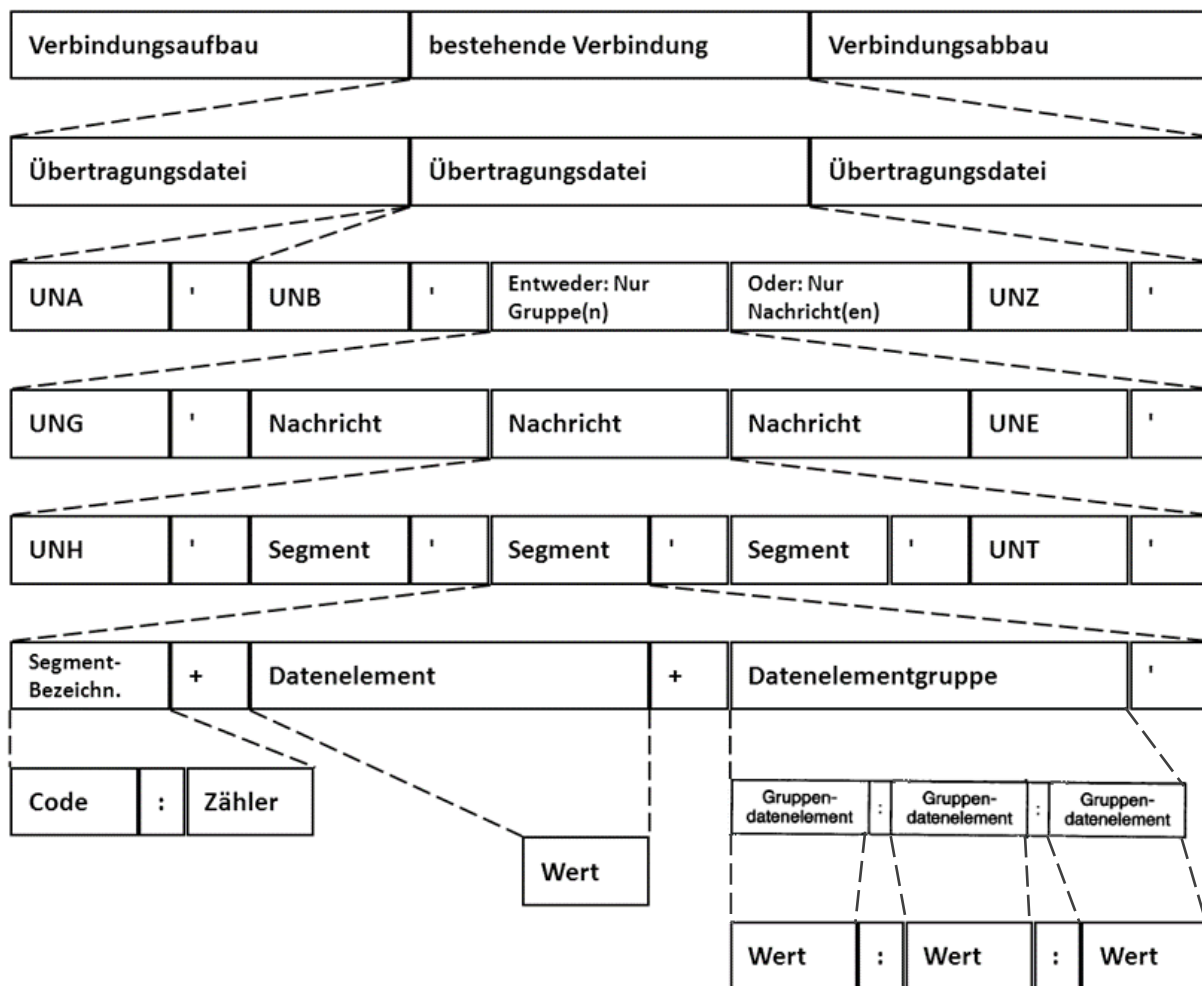 Verbindungsaufbau bestehende Verbindung Verbindungsabbau
Übertragungsdatei Übertragungsdatei Übertragungsdatei
UNA ' UNB ' Entweder: Nur Gruppe(n) Oder: Nur Nachricht(en) UNZ '
UNG ' Nachricht Nachricht Nachricht UNE '
UNH ' Segment ' Segment ' Segment ' UNT '
Segment-Bezeichn. + Datenelement + Datenelementgruppe '
Code : Zähler
Gruppen-datenelement : Gruppen-datenelement : Gruppen-datenelement
Wert
Wert : Wert : Wert